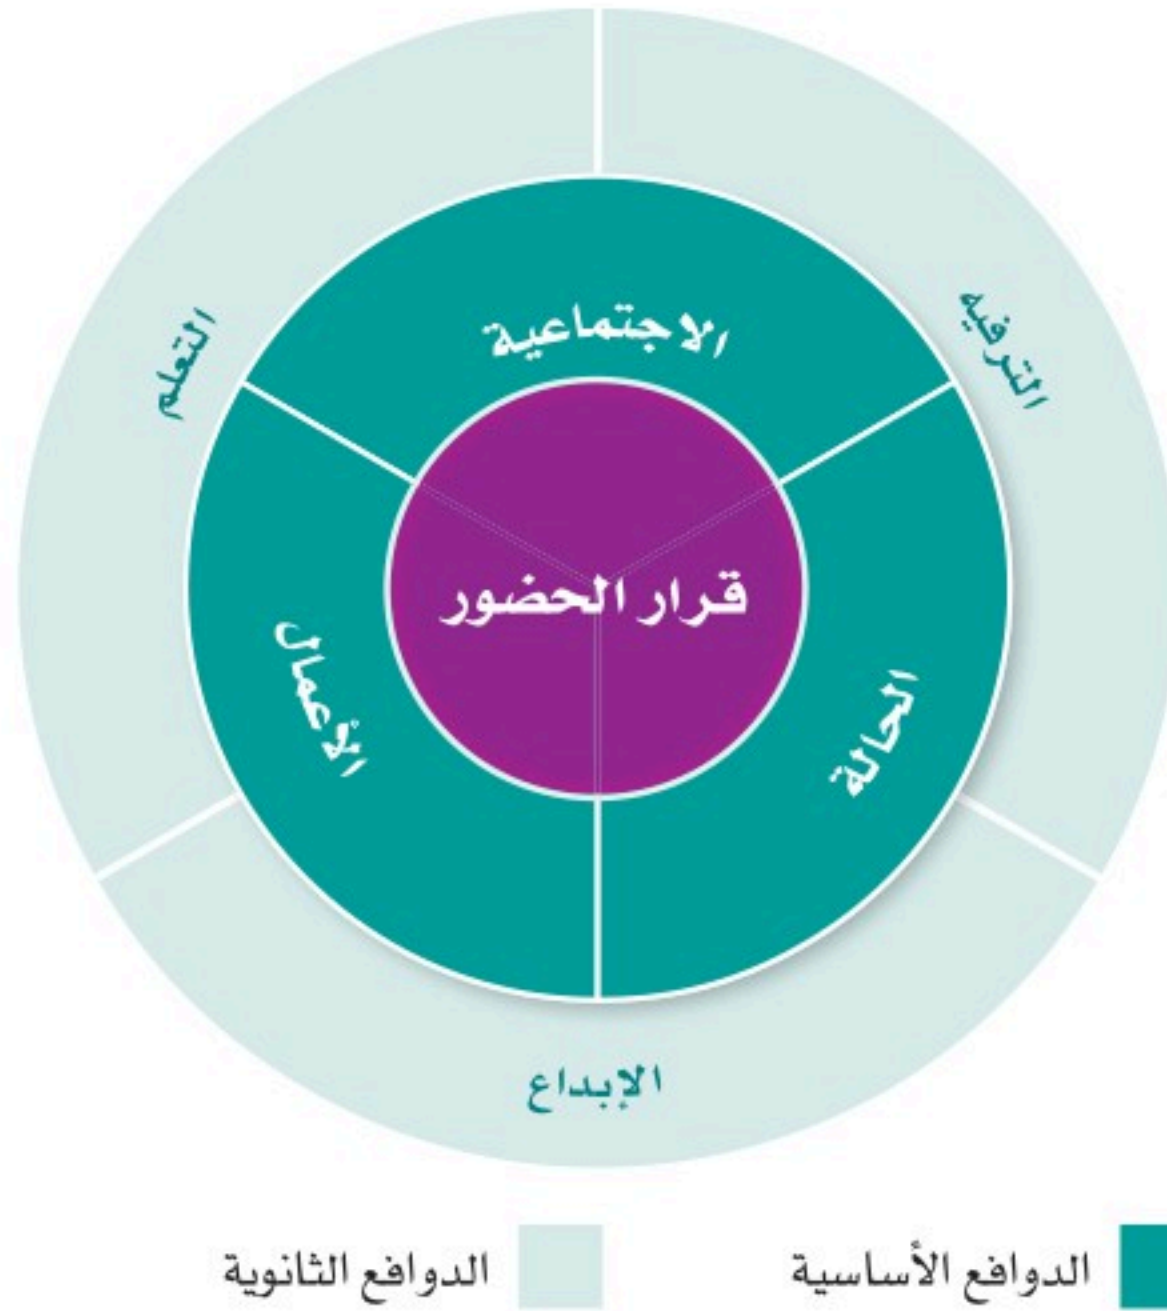 الترفيه
التعلم
الاجتماعية
قرار الحضور
الحالة
الأعمال
الإبداع
الدوافع الأساسية
الدوافع الثانوية